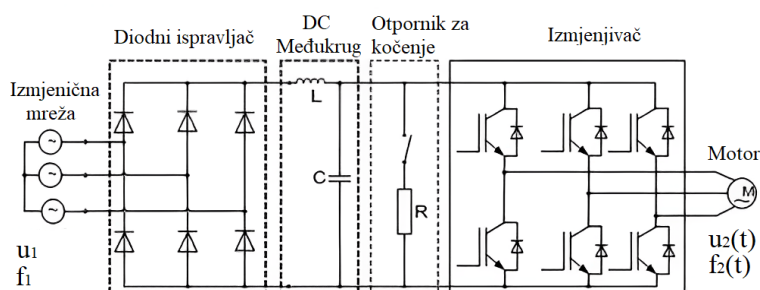 Diodni ispravljač
DC
Međukrug
Otpornik za
kočenje
Izmjenjivač
Izmjenična
mreža
L
~
~
~
C
R
Motor
M
~
u1
f1
u2(t)
f2(t)